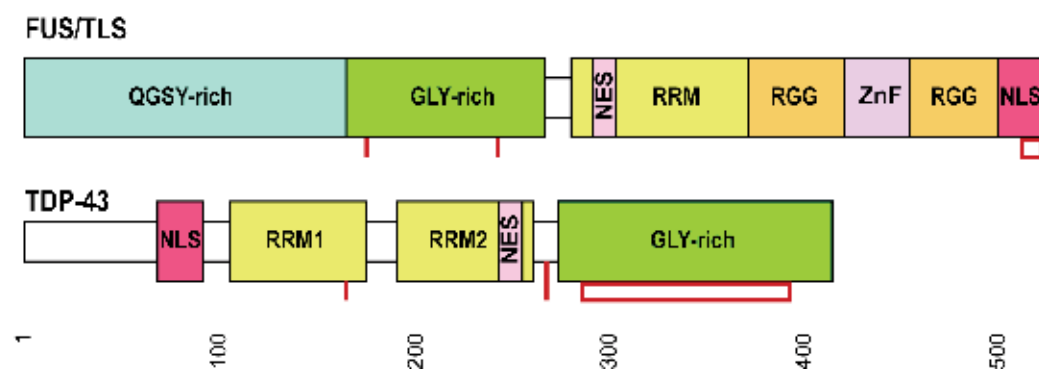 FUS/TLS
QGSY-rich GLY-rich NES RRM RGG ZnF RGG NLS
TDP-43
NLS RRM1 RRM2 NES GLY-rich
1 100 200 300 400 500